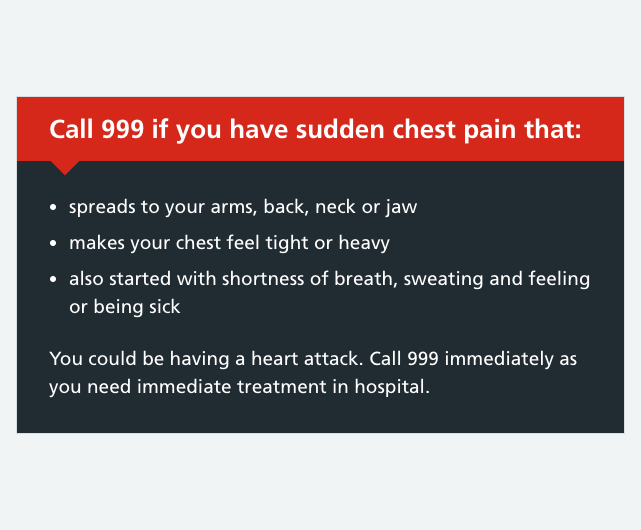 Call 999 if you have sudden chest pain that:
• spreads to your arms, back, neck or jaw
• makes your chest feel tight or heavy
• also started with shortness of breath, sweating and feeling
or being sick
You could be having a heart attack. Call 999 immediately as
you need immediate treatment in hospital.